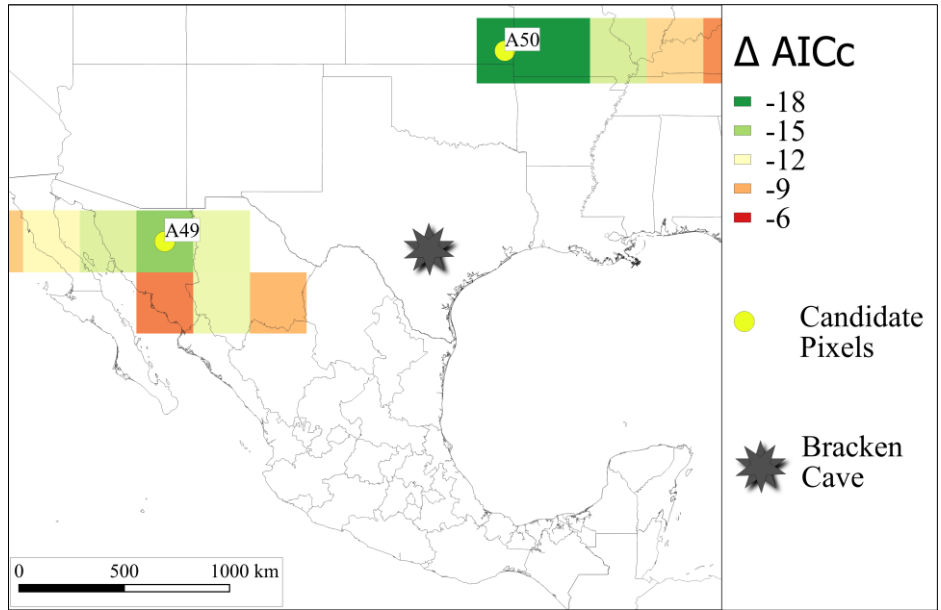 A50
A49
0 500 1000 km
Δ AICc
-18
-15
-12
-9
-6
Candidate
Pixels
Bracken
Cave